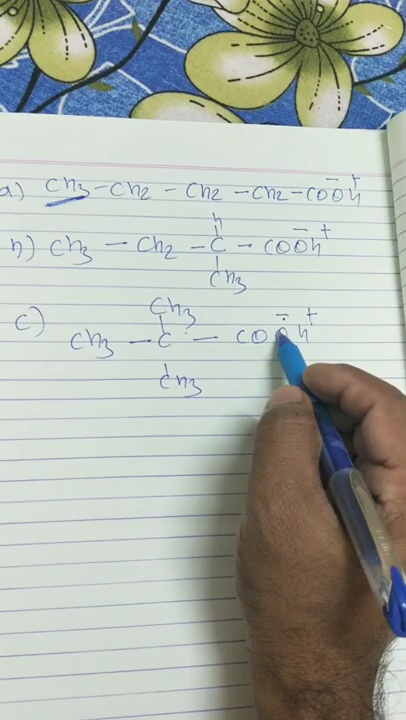 a) CH3-CH2-CH2-CH2-COO⁻H⁺
H
b) CH3-CH2-C-COO⁻H⁺
CH3
CH3
c) CH3-C-COO⁻H⁺
CH3